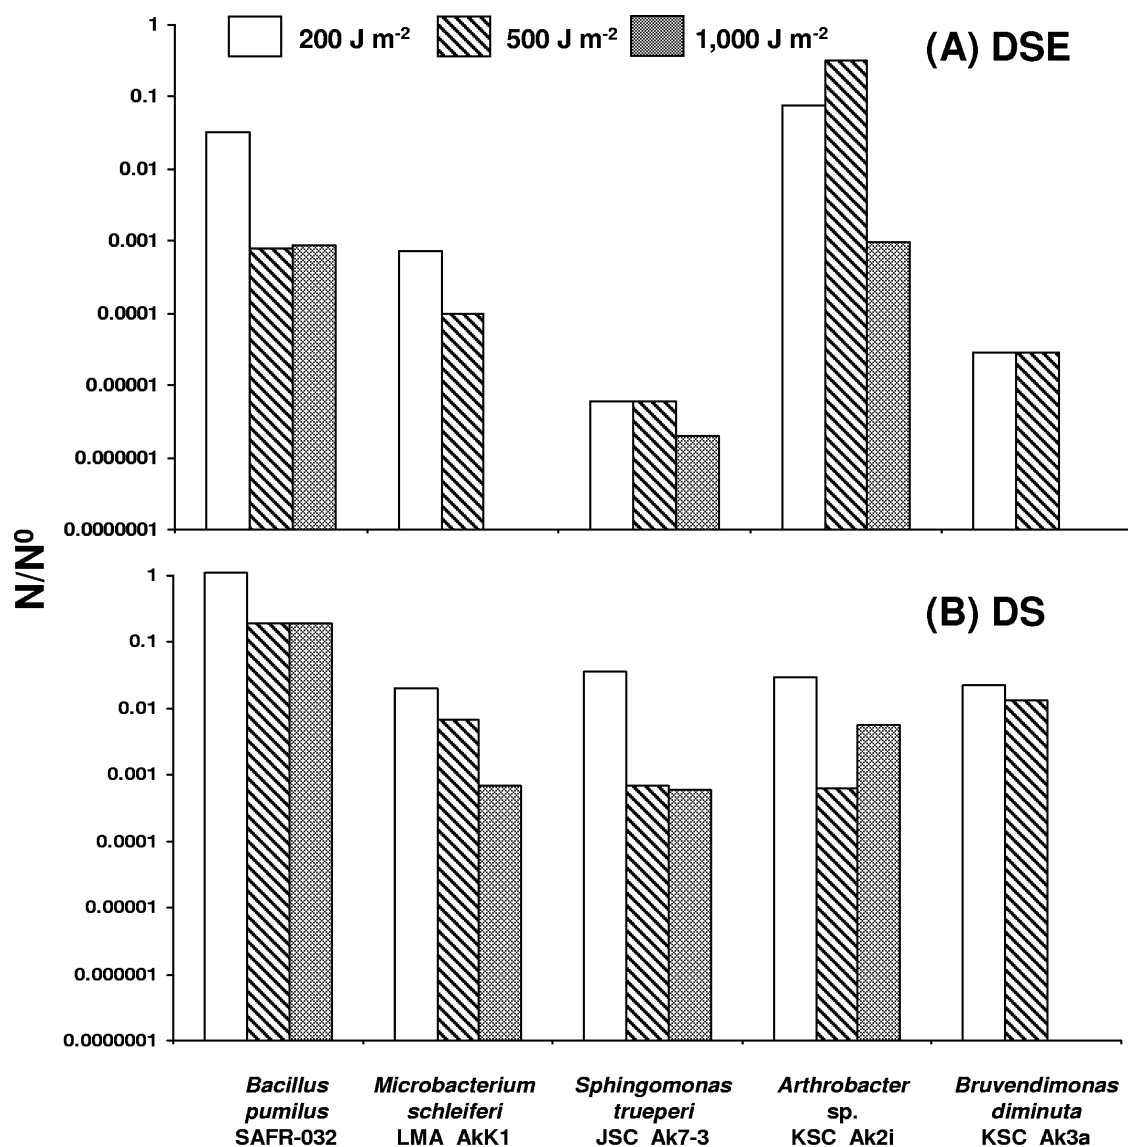 200 J m-2 500 J m-2 1,000 J m-2
(A) DSE
1
0.1
0.01
0.001
0.0001
0.00001
0.000001
0.0000001
N/N0
(B) DS
1
0.1
0.01
0.001
0.0001
0.00001
0.000001
0.0000001
Bacillus
pumilus
SAFR-032
Microbacterium
schleiferi
LMA AkK1
Sphingomonas
trueperi
JSC Ak7-3
Arthrobacter
sp.
KSC Ak2i
Bruvendimonas
diminuta
KSC Ak3a